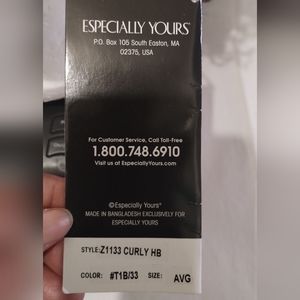 ESPECIALLY YOURS®
P.O. Box 105 South Easton, MA
02375, USA
For Customer Service, Call Toll-Free
1.800.748.6910
Visit us at EspeciallyYours.com
©Especially Yours®
MADE IN BANGLADESH EXCLUSIVELY FOR
ESPECIALLY YOURS
STYLE: Z1133 CURLY HB
COLOR: #T1B/33 SIZE: AVG